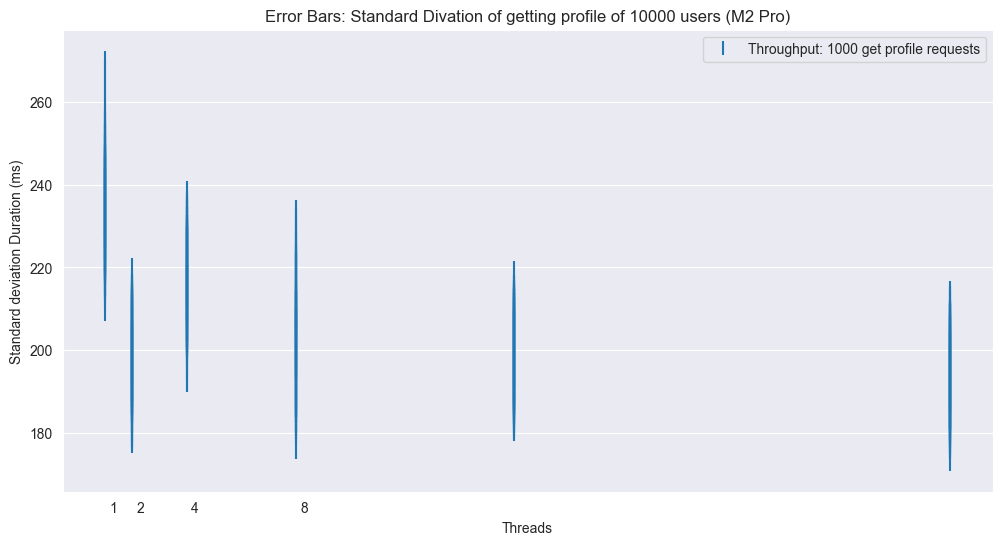 Error Bars: Standard Divation of getting profile of 10000 users (M2 Pro)
Throughput: 1000 get profile requests
Standard deviation Duration (ms)
260
240
220
200
180
1 2 4 8
Threads